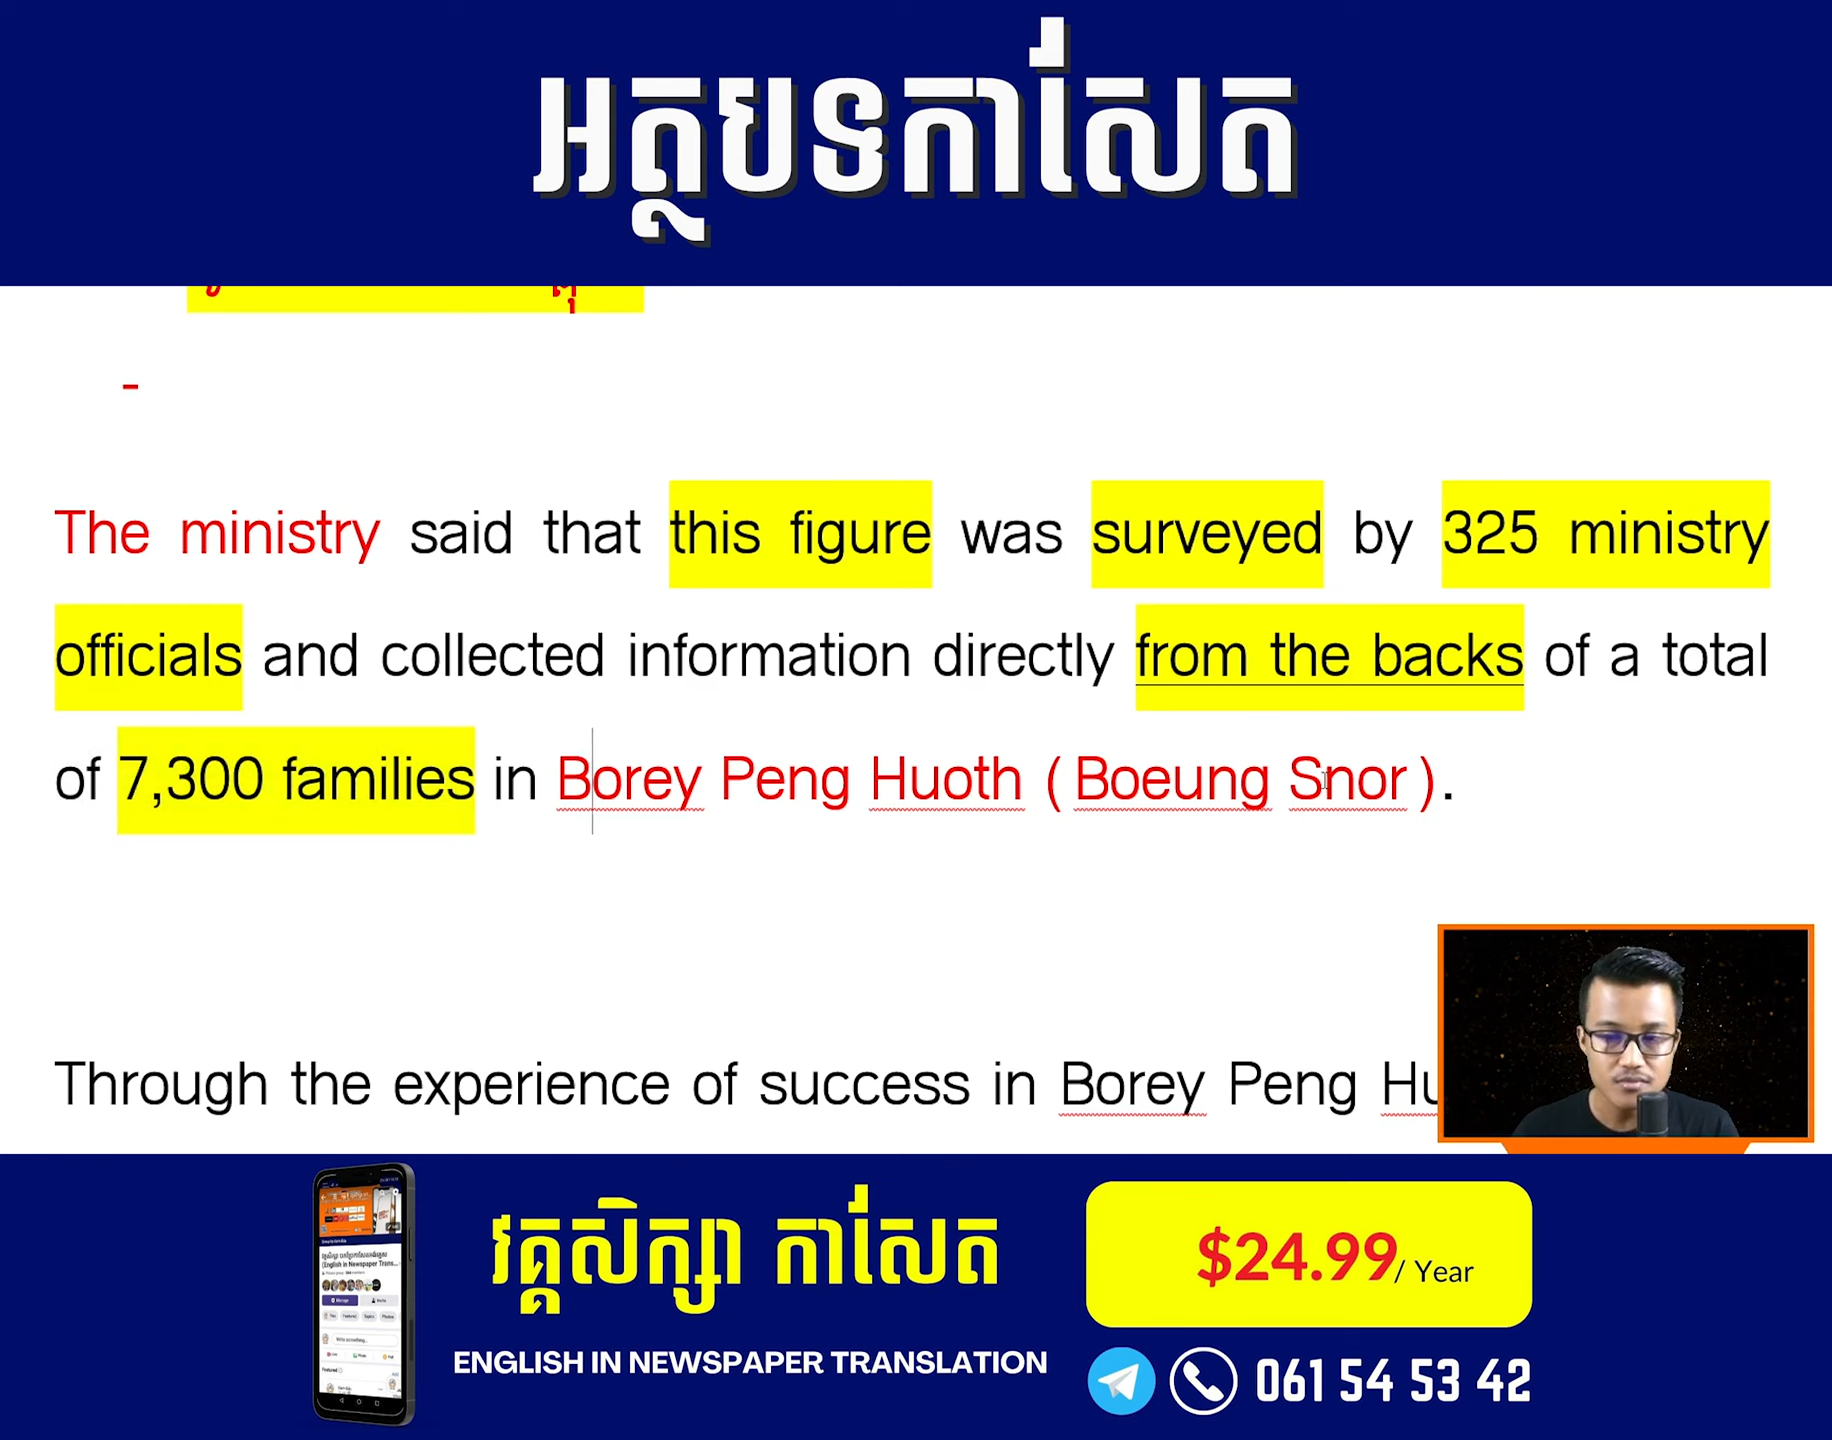 អត្ថបទកាសែត
-
The ministry said that this figure was surveyed by 325 ministry
officials and collected information directly from the backs of a total
of 7,300 families in Borey Peng Huoth (Boeung Snor).
Through the experience of success in Borey Peng Hu
វគ្គសិក្សា កាសែត
$24.99/ Year
ENGLISH IN NEWSPAPER TRANSLATION
061 54 53 42